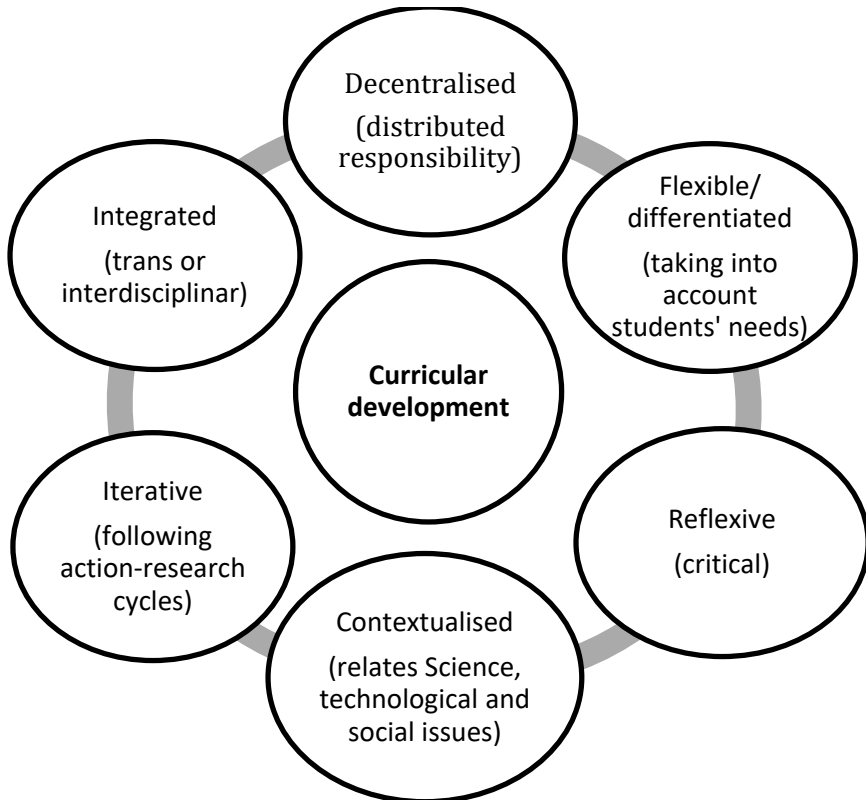 Decentralised
(distributed
responsibility)
Flexible/
differentiated
(taking into
account
students' needs)
Reflexive
(critical)
Contextualised
(relates Science,
technological and
social issues)
Iterative
(following
action-research
cycles)
Integrated
(trans or
interdisciplinar)
Curricular
development